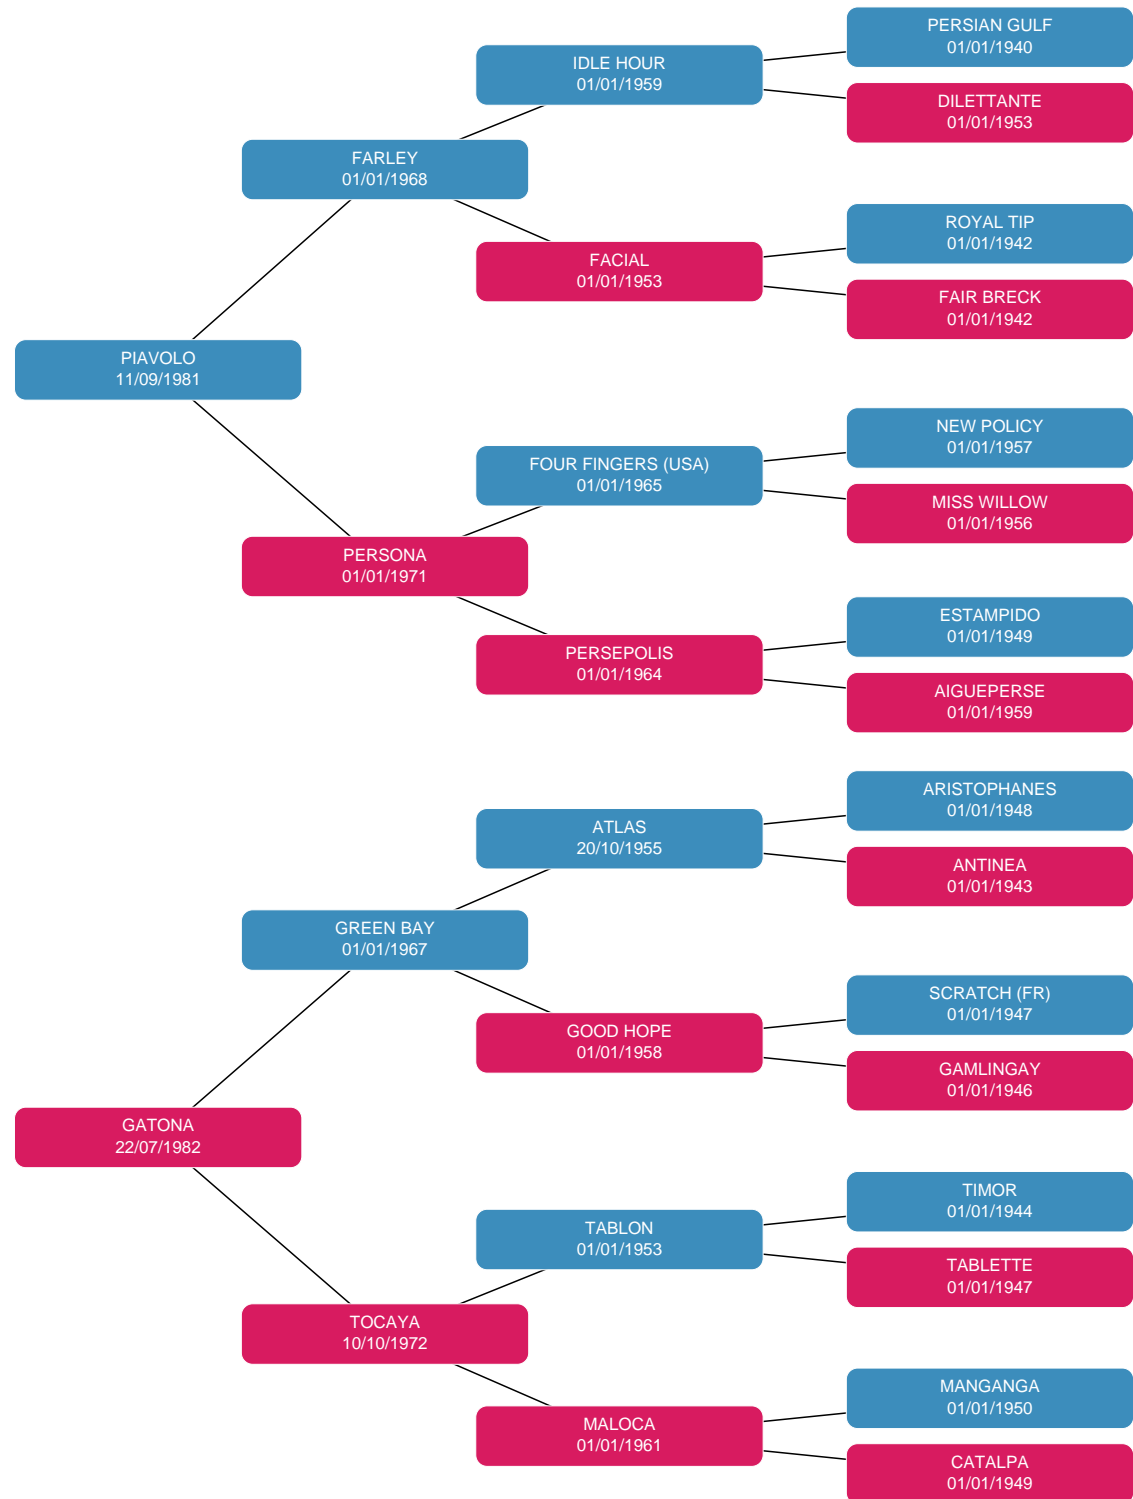 PERSIAN GULF
01/01/1940
IDLE HOUR
01/01/1959
DILETTANTE
01/01/1953
FARLEY
01/01/1968
ROYAL TIP
01/01/1942
FACIAL
01/01/1953
FAIR BRECK
01/01/1942
PIAVOLO
11/09/1981
NEW POLICY
01/01/1957
FOUR FINGERS (USA)
01/01/1965
MISS WILLOW
01/01/1956
PERSONA
01/01/1971
ESTAMPIDO
01/01/1949
PERSEPOLIS
01/01/1964
AIGUEPERSE
01/01/1959
ARISTOPHANES
01/01/1948
ATLAS
20/10/1955
ANTINEA
01/01/1943
GREEN BAY
01/01/1967
SCRATCH (FR)
01/01/1947
GOOD HOPE
01/01/1958
GAMLINGAY
01/01/1946
GATONA
22/07/1982
TIMOR
01/01/1944
TABLON
01/01/1953
TABLETTE
01/01/1947
TOCAYA
10/10/1972
MANGANGA
01/01/1950
MALOCA
01/01/1961
CATALPA
01/01/1949